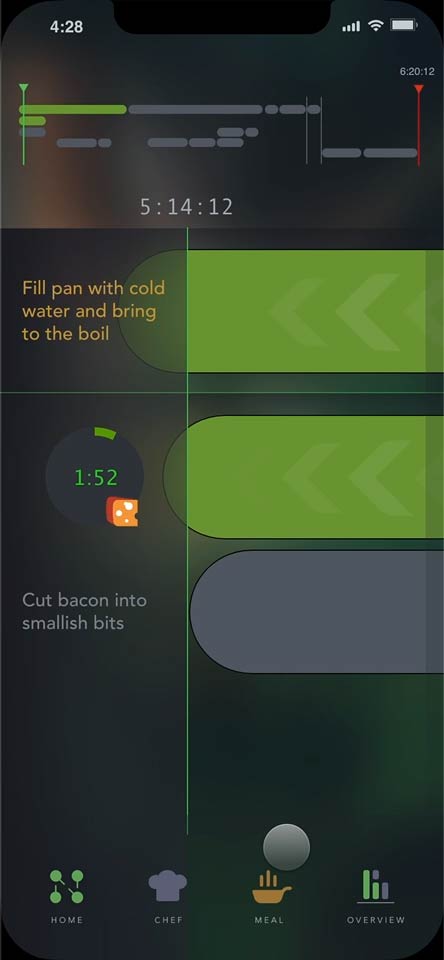 4:28
6:20:12
5:14:12
Fill pan with cold
water and bring
to the boil
1:52
Cut bacon into
smallish bits
HOME
CHEF
MEAL
OVERVIEW